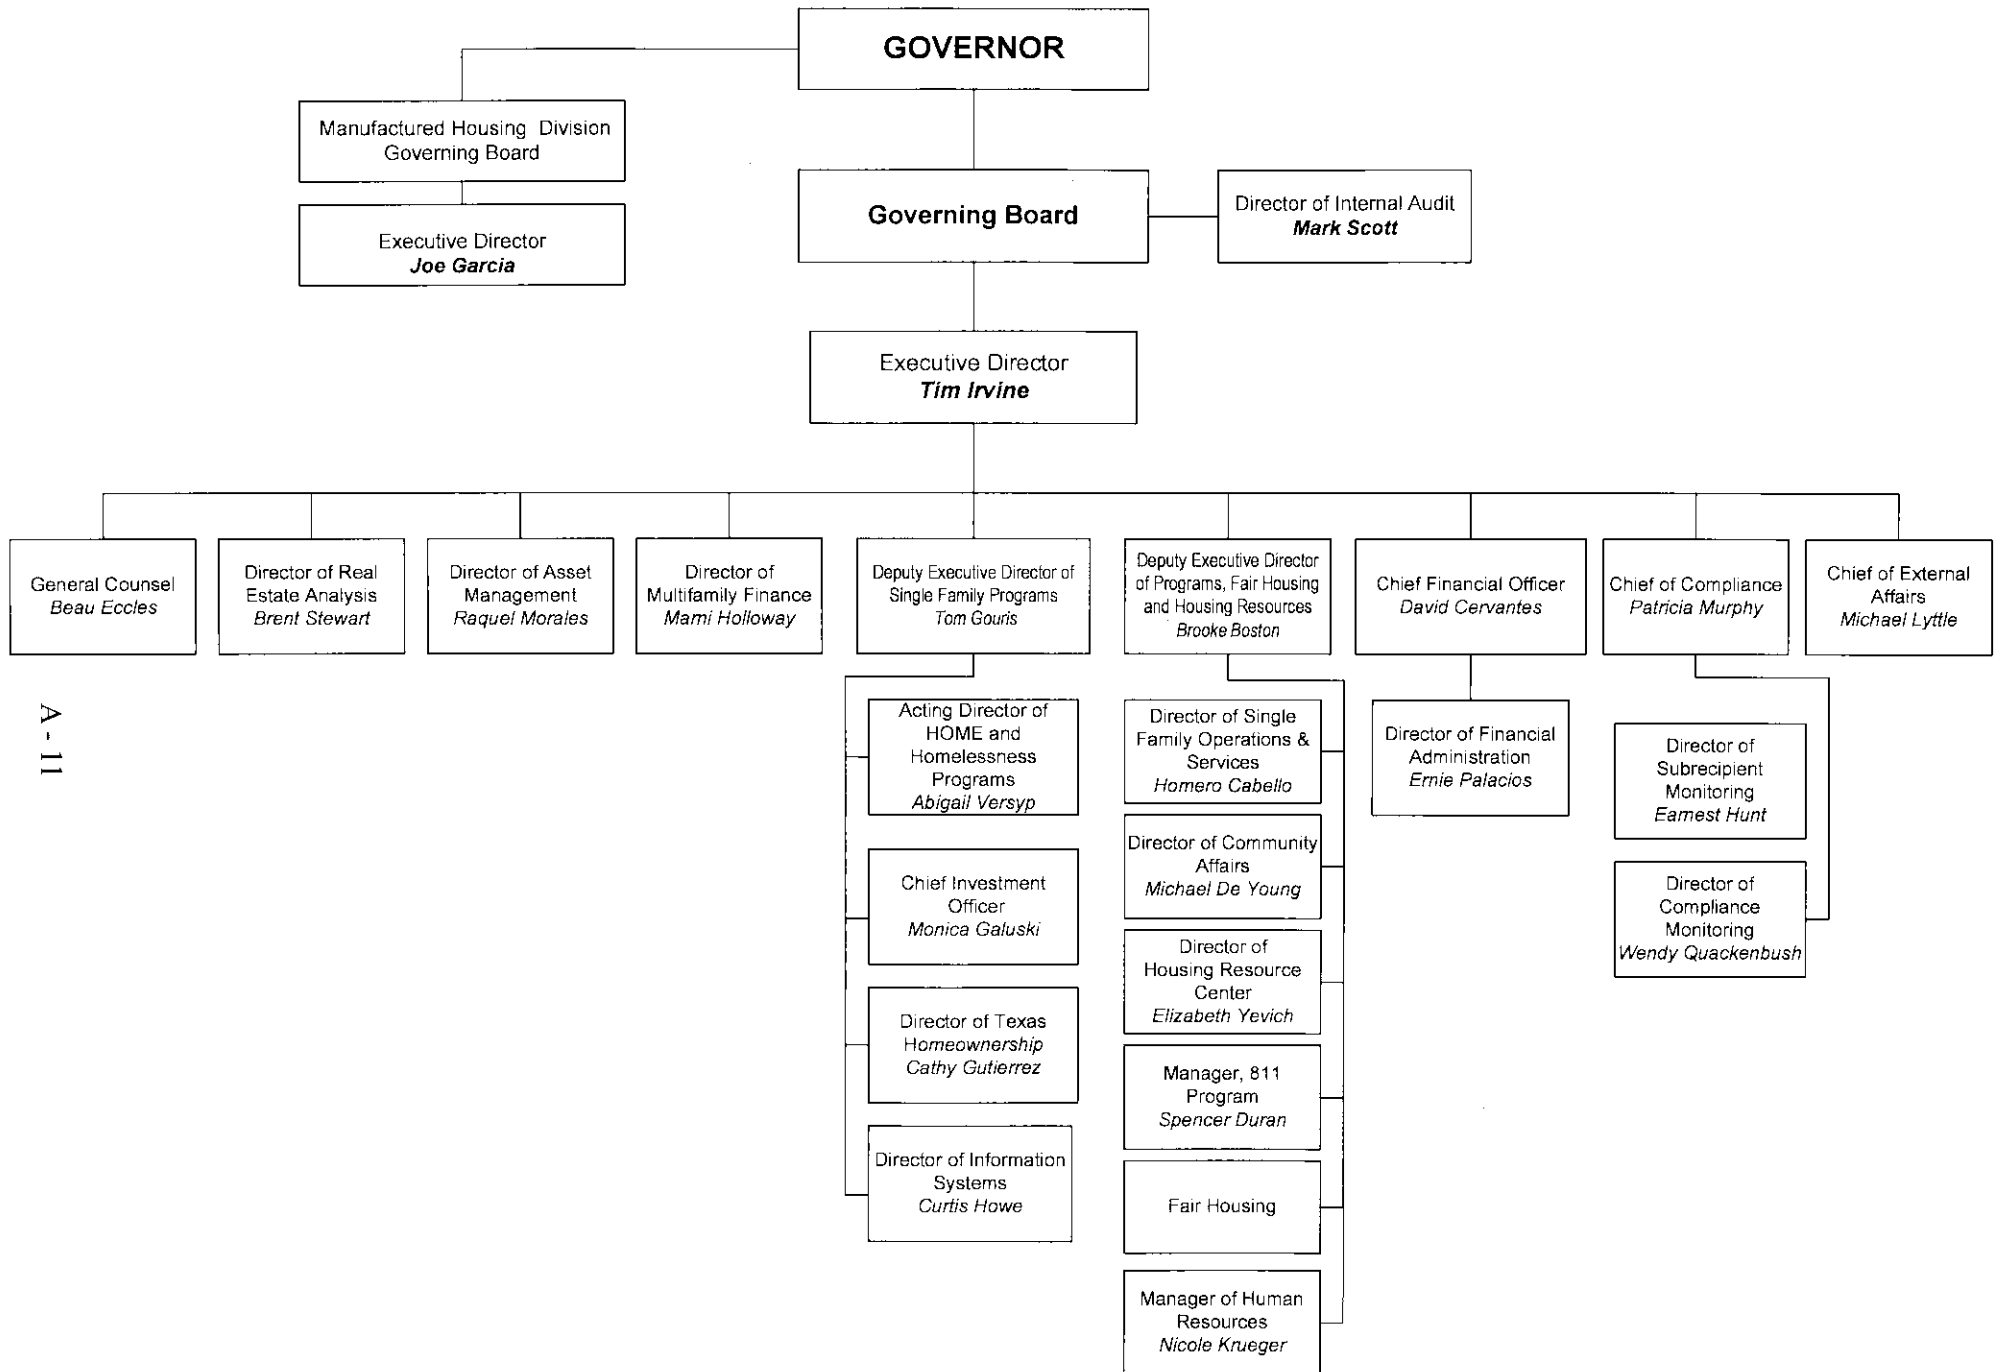 GOVERNOR
Manufactured Housing Division
Governing Board
Executive Director
Joe Garcia
Governing Board
Director of Internal Audit
Mark Scott
Executive Director
Tim Irvine
General Counsel
Beau Eccles
Director of Real
Estate Analysis
Brent Stewart
Director of Asset
Management
Raquel Morales
Director of
Multifamily Finance
Marni Holloway
Deputy Executive Director of
Single Family Programs
Tom Gouris
Deputy Executive Director
of Programs, Fair Housing
and Housing Resources
Brooke Boston
Chief Financial Officer
David Cervantes
Chief of Compliance
Patricia Murphy
Chief of External
Affairs
Michael Lyttle
Acting Director of
HOME and
Homelessness
Programs
Abigail Versyp
Chief Investment
Officer
Monica Galuski
Director of Texas
Homeownership
Cathy Gutierrez
Director of Information
Systems
Curtis Howe
Director of Single
Family Operations &
Services
Homero Cabello
Director of Community
Affairs
Michael De Young
Director of
Housing Resource
Center
Elizabeth Yevich
Manager, 811
Program
Spencer Duran
Fair Housing
Manager of Human
Resources
Nicole Krueger
Director of Financial
Administration
Ernie Palacios
Director of
Subrecipient
Monitoring
Earnest Hunt
Director of
Compliance
Monitoring
Wendy Quackenbush
A - 11